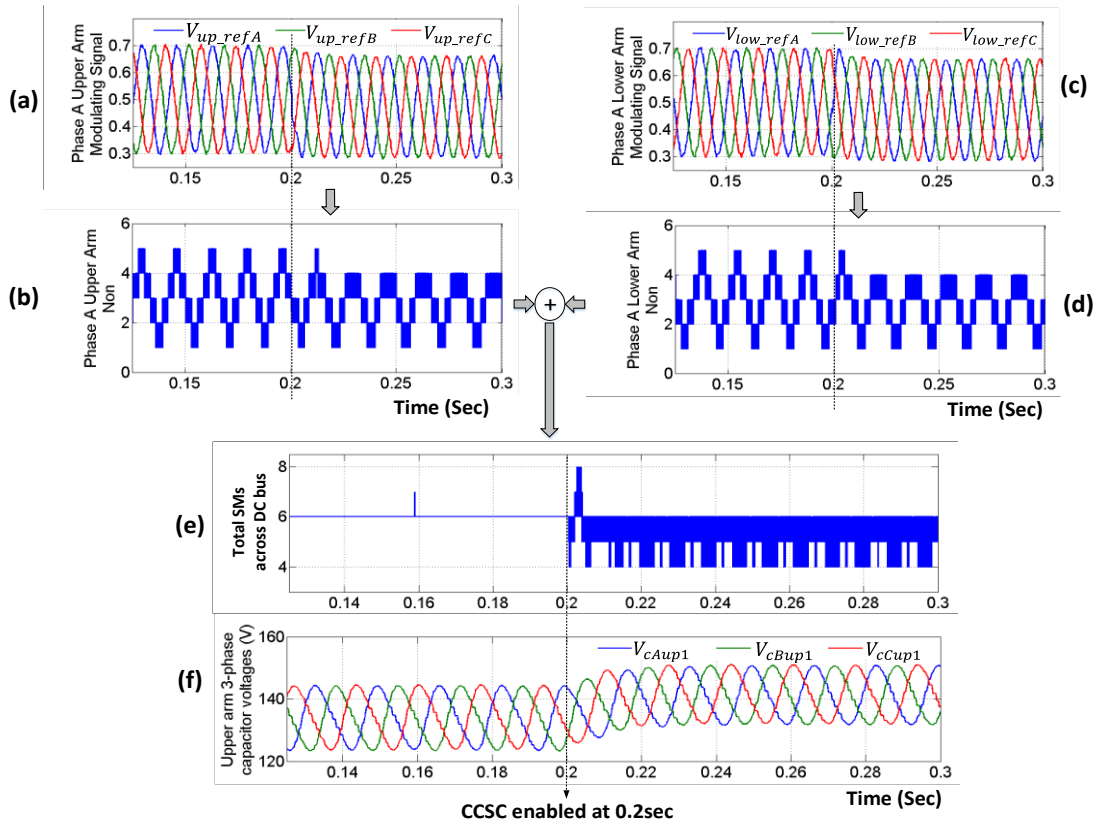 (a)
Phase A Upper Arm
Modulating Signal
V_up_refA V_up_refB V_up_refC
0.7
0.6
0.5
0.4
0.3
0.15 0.2 0.25 0.3
(c)
Phase A Lower Arm
Modulating Signal
V_low_refA V_low_refB V_low_refC
0.7
0.6
0.5
0.4
0.3
0.15 0.2 0.25 0.3
(b)
Phase A Upper Arm
Non
6
4
2
0
0.15 0.2 0.25 0.3
Time (Sec)
+
(d)
Phase A Lower Arm
Non
6
4
2
0
0.15 0.2 0.25 0.3
Time (Sec)
(e)
Total SMs
across DC bus
8
6
4
0.14 0.16 0.18 0.2 0.22 0.24 0.26 0.28 0.3
(f)
Upper arm 3-phase
capacitor voltages (V)
V_cAup1 V_cBup1 V_cCup1
160
140
120
0.14 0.16 0.18 0.2 0.22 0.24 0.26 0.28 0.3
Time (Sec)
CCSC enabled at 0.2sec